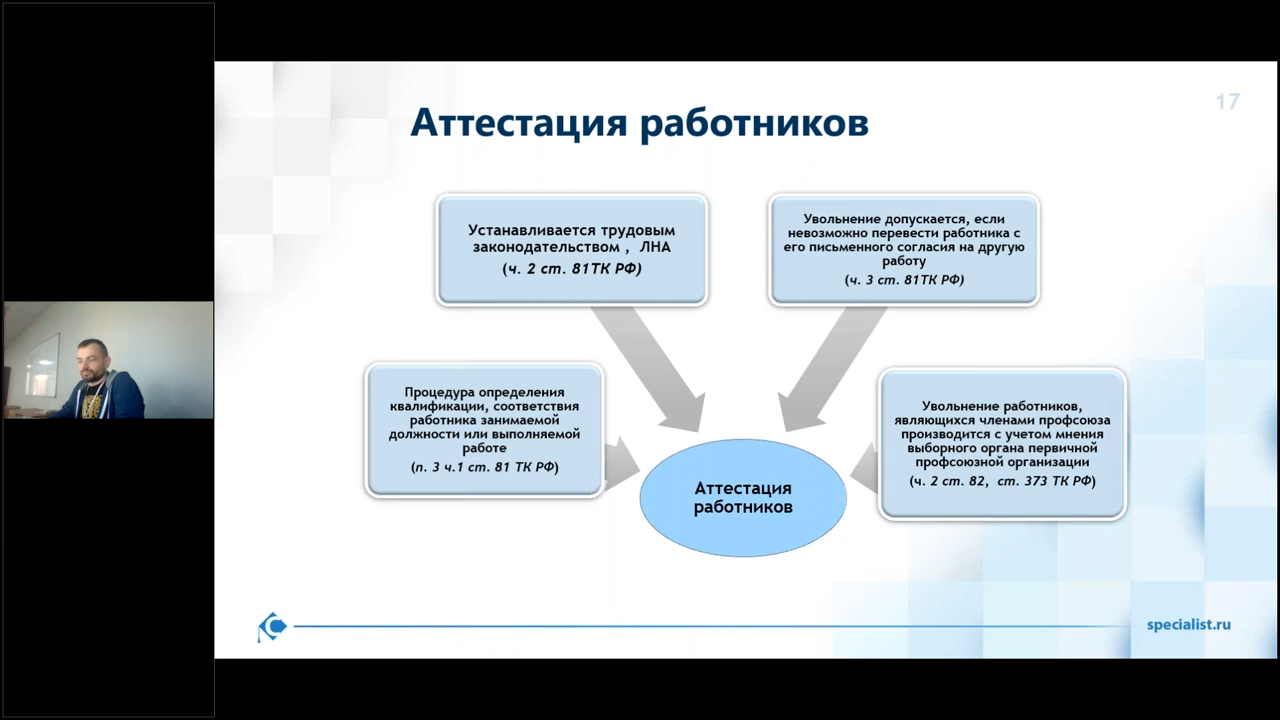 17
Аттестация работников
Устанавливается трудовым
законодательством , ЛНА
(ч. 2 ст. 81ТК РФ)
Увольнение допускается, если
невозможно перевести работника с
его письменного согласия на другую
работу
(ч. 3 ст. 81ТК РФ)
Процедура определения
квалификации, соответствия
работника занимаемой
должности или выполняемой
работе
(п. 3 ч.1 ст. 81 ТК РФ)
Увольнение работников,
являющихся членами профсоюза
производится с учетом мнения
выборного органа первичной
профсоюзной организации
(ч. 2 ст. 82, ст. 373 ТК РФ)
Аттестация
работников
specialist.ru